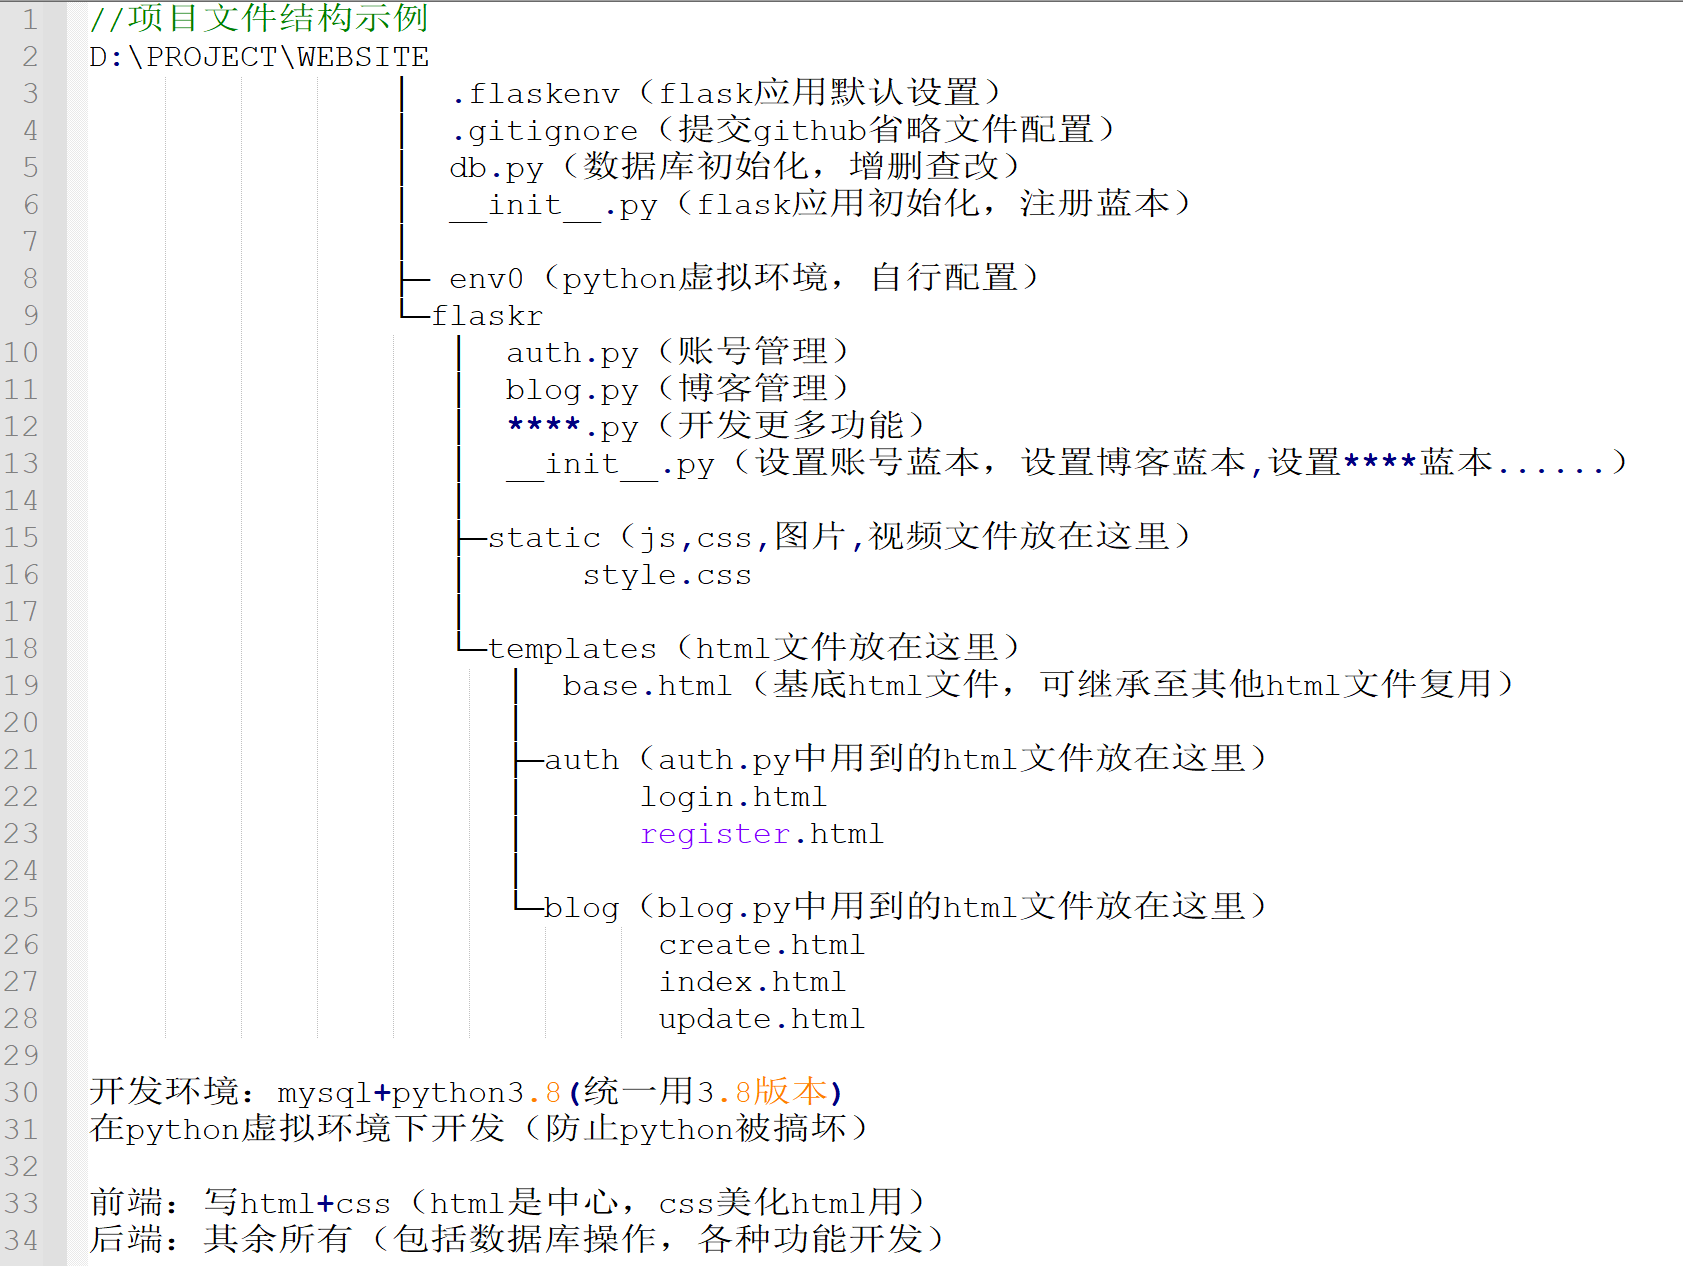 1 //项目文件结构示例
2 D:\PROJECT\WEBSITE
3 │ .flaskenv（flask应用默认设置）
4 │ .gitignore（提交github省略文件配置）
5 │ db.py（数据库初始化，增删查改）
6 │ __init__.py（flask应用初始化，注册蓝本）
7 │
8 ├─ env0（python虚拟环境，自行配置）
9 └─flaskr
10 │ auth.py（账号管理）
11 │ blog.py（博客管理）
12 │ ****.py（开发更多功能）
13 │ __init__.py（设置账号蓝本，设置博客蓝本,设置****蓝本......）
14 │
15 ├─static（js,css,图片,视频文件放在这里）
16 │ style.css
17 │
18 └─templates（html文件放在这里）
19 │ base.html（基底html文件，可继承至其他html文件复用）
20 │
21 ├─auth（auth.py中用到的html文件放在这里）
22 │ login.html
23 │ register.html
24 │
25 └─blog（blog.py中用到的html文件放在这里）
26 create.html
27 index.html
28 update.html
29
30 开发环境：mysql+python3.8(统一用3.8版本)
31 在python虚拟环境下开发（防止python被搞坏）
32
33 前端：写html+css（html是中心，css美化html用）
34 后端：其余所有（包括数据库操作，各种功能开发）